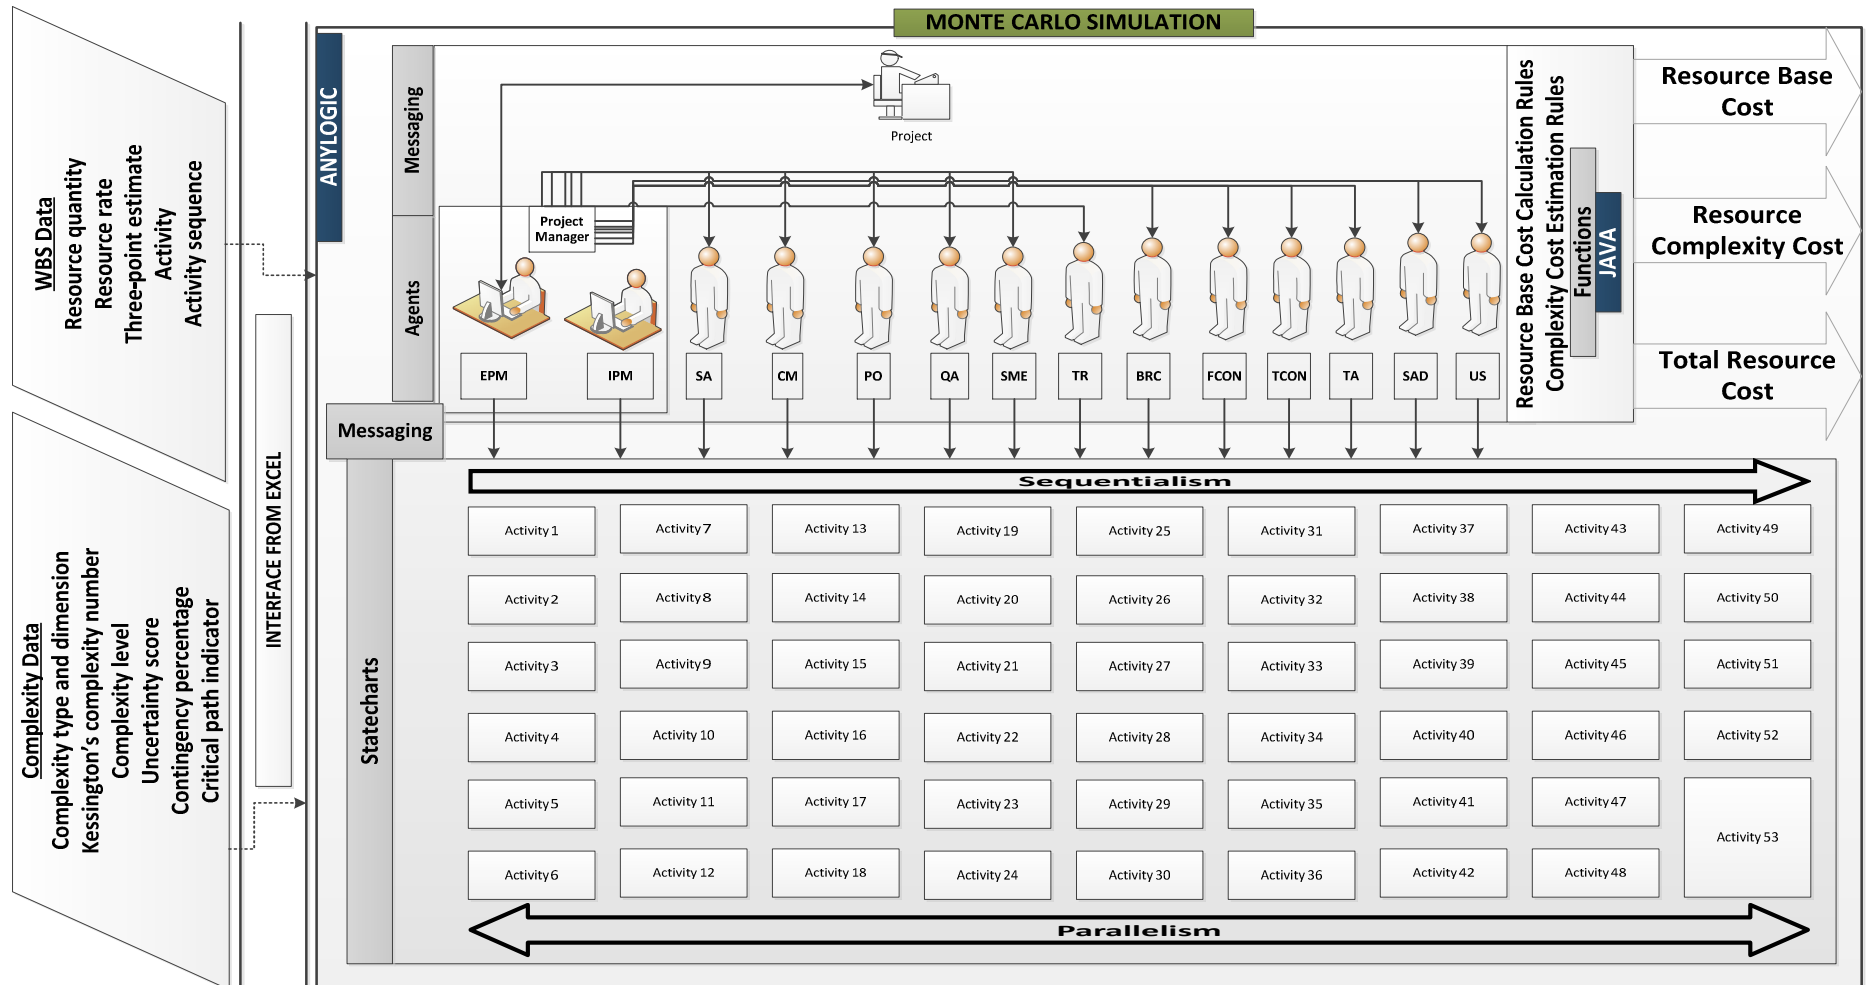 MONTE CARLO SIMULATION
WBS Data
Resource quantity
Resource rate
Three-point estimate
Activity
Activity sequence
Complexity Data
Complexity type and dimension
Kessington's complexity number
Complexity level
Uncertainty score
Contingency percentage
Critical path indicator
INTERFACE FROM EXCEL
ANYLOGIC
Messaging
Agents
Project
Project
Manager
EPM
IPM
SA
CM
PO
QA
SME
TR
BRC
FCON
TCON
TA
SAD
US
Resource Base Cost Calculation Rules
Complexity Cost Estimation Rules
Functions
JAVA
Resource Base
Cost
Resource
Complexity Cost
Total Resource
Cost
Messaging
Statecharts
Sequentialism
Activity 1
Activity 7
Activity 13
Activity 19
Activity 25
Activity 31
Activity 37
Activity 43
Activity 49
Activity 2
Activity 8
Activity 14
Activity 20
Activity 26
Activity 32
Activity 38
Activity 44
Activity 50
Activity 3
Activity 9
Activity 15
Activity 21
Activity 27
Activity 33
Activity 39
Activity 45
Activity 51
Activity 4
Activity 10
Activity 16
Activity 22
Activity 28
Activity 34
Activity 40
Activity 46
Activity 52
Activity 5
Activity 11
Activity 17
Activity 23
Activity 29
Activity 35
Activity 41
Activity 47
Activity 53
Activity 6
Activity 12
Activity 18
Activity 24
Activity 30
Activity 36
Activity 42
Activity 48
Parallelism